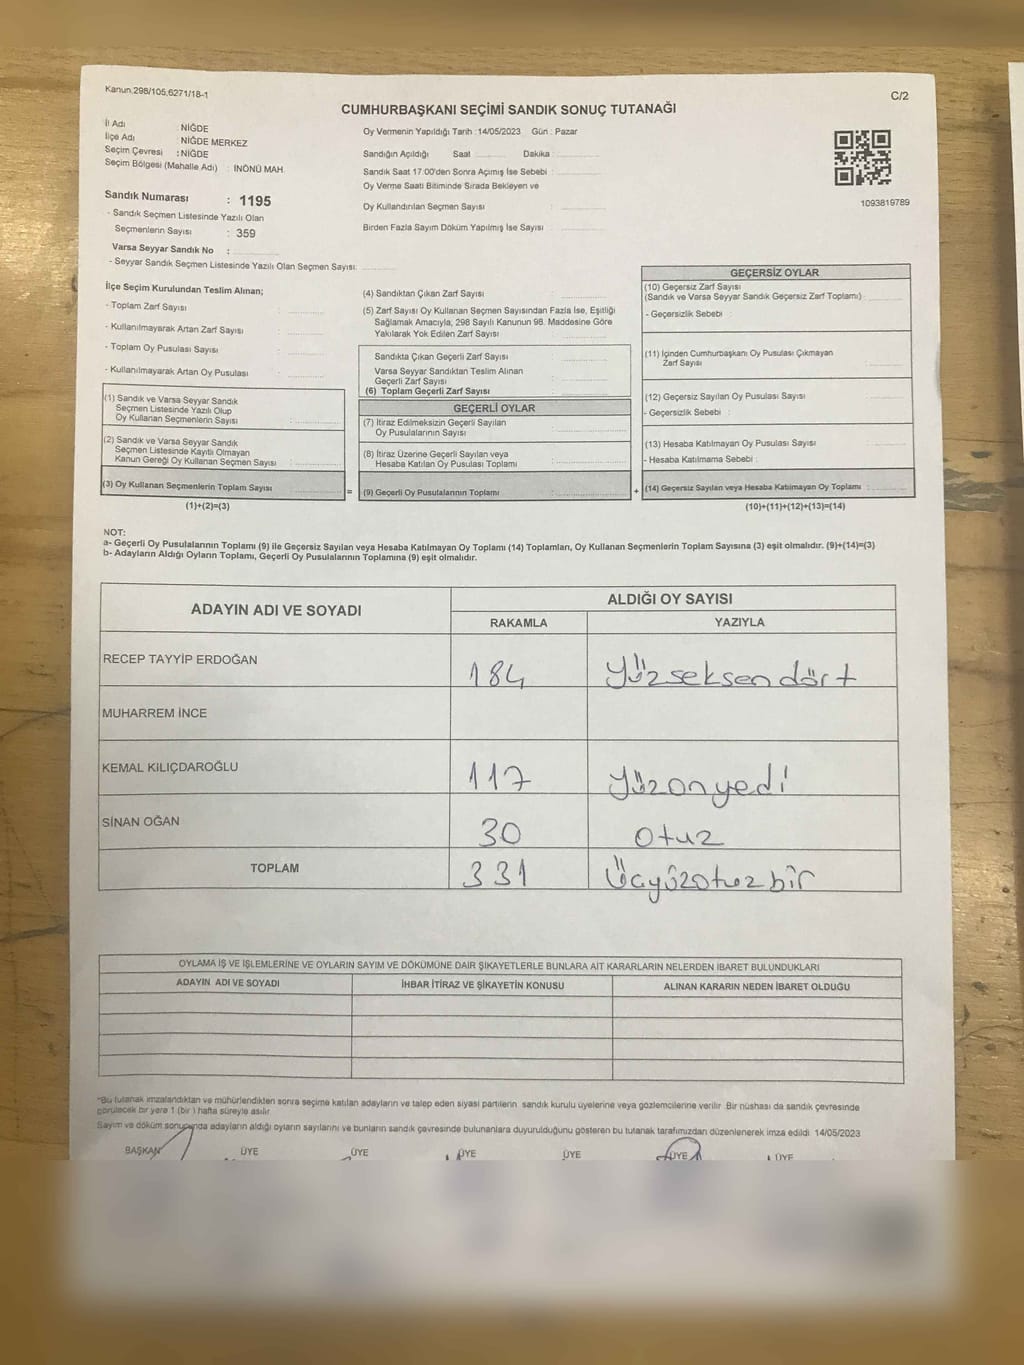 Kanun.298/105,6271/18-1
C/2
CUMHURBAŞKANI SEÇİMİ SANDIK SONUÇ TUTANAĞI
İl Adı : NİĞDE
İlçe Adı : NİĞDE MERKEZ
Seçim Çevresi : NİĞDE
Seçim Bölgesi (Mahalle Adı) : İNÖNÜ MAH
Sandık Numarası : 1195
- Sandık Seçmen Listesinde Yazılı Olan
Seçmenlerin Sayısı : 359
Varsa Seyyar Sandık No :
- Seyyar Sandık Seçmen Listesinde Yazılı Olan Seçmen Sayısı:
Oy Vermenin Yapıldığı Tarih : 14/05/2023 Gün : Pazar
Sandığın Açıldığı Saat Dakika :
Sandık Saat 17:00'den Sonra Açımış İse Sebebi :
Oy Verme Saati Bitiminde Sırada Bekleyen ve
Oy Kullandırılan Seçmen Sayısı :
Birden Fazla Sayım Döküm Yapılmış İse Sayısı :
1093819789
İlçe Seçim Kurulundan Teslim Alınan;
- Toplam Zarf Sayısı :
- Kullanılmayarak Artan Zarf Sayısı :
- Toplam Oy Pusulası Sayısı :
- Kullanılmayarak Artan Oy Pusulası :
(1) Sandık ve Varsa Seyyar Sandık
Seçmen Listesinde Yazılı Olup
Oy Kullanan Seçmenlerin Sayısı :
(2) Sandık ve Varsa Seyyar Sandık
Seçmen Listesinde Kayıtlı Olmayan
Kanun Gereği Oy Kullanan Seçmen Sayısı :
(3) Oy Kullanan Seçmenlerin Toplam Sayısı :
(1)+(2)=(3)
(4) Sandıktan Çıkan Zarf Sayısı :
(5) Zarf Sayısı Oy Kullanan Seçmen Sayısından Fazla İse, Eşitliği
Sağlamak Amacıyla, 298 Sayılı Kanunun 98. Maddesine Göre
Yakılarak Yok Edilen Zarf Sayısı :
Sandıkta Çıkan Geçerli Zarf Sayısı :
Varsa Seyyar Sandıktan Teslim Alınan
Geçerli Zarf Sayısı :
(6) Toplam Geçerli Zarf Sayısı :
GEÇERLİ OYLAR
(7) İtiraz Edilmeksizin Geçerli Sayılan
Oy Pusulalarının Sayısı :
(8) İtiraz Üzerine Geçerli Sayılan veya
Hesaba Katılan Oy Pusulası Toplamı :
= (9) Geçerli Oy Pusulalarının Toplamı :
GEÇERSİZ OYLAR
(10) Geçersiz Zarf Sayısı
(Sandık ve Varsa Seyyar Sandık Geçersiz Zarf Toplamı) :
- Geçersizlik Sebebi :
(11) İçinden Cumhurbaşkanı Oy Pusulası Çıkmayan
Zarf Sayısı :
(12) Geçersiz Sayılan Oy Pusulası Sayısı :
- Geçersizlik Sebebi :
(13) Hesaba Katılmayan Oy Pusulası Sayısı :
- Hesaba Katılmama Sebebi :
+ (14) Geçersiz Sayılan veya Hesaba Katılmayan Oy Toplamı :
(10)+(11)+(12)+(13)=(14)
NOT:
a- Geçerli Oy Pusulalarının Toplamı (9) ile Geçersiz Sayılan veya Hesaba Katılmayan Oy Toplamı (14) Toplamları, Oy Kullanan Seçmenlerin Toplam Sayısına (3) eşit olmalıdır. (9)+(14)=(3)
b- Adayların Aldığı Oyların Toplamı, Geçerli Oy Pusulalarının Toplamına (9) eşit olmalıdır.
ADAYIN ADI VE SOYADI
ALDIĞI OY SAYISI
RAKAMLA YAZIYLA
RECEP TAYYİP ERDOĞAN 184 Yüzseksendört
MUHARREM İNCE
KEMAL KILIÇDAROĞLU 117 Yüzonyedi
SİNAN OĞAN 30 otuz
TOPLAM 331 Üçyüzotuzbir
OYLAMA İŞ VE İŞLEMLERİNE VE OYLARIN SAYIM VE DÖKÜMÜNE DAİR ŞİKAYETLERLE BUNLARA AİT KARARLARIN NELERDEN İBARET BULUNDUKLARI
ADAYIN ADI VE SOYADI İHBAR İTİRAZ VE ŞİKAYETİN KONUSU ALINAN KARARIN NEDEN İBARET OLDUĞU
*Bu tutanak imzalandıktan ve mühürlendikten sonra seçime katılan adayların ve talep eden siyasi partilerin sandık kurulu üyelerine veya gözlemcilerine verilir. Bir nüshası da sandık çevresinde
görülecek bir yere 1 (bir) hafta süreyle asılır
Sayım ve döküm sonucunda adayların aldığı oyların sayılarını ve bunların sandık çevresinde bulunanlara duyurulduğunu gösteren bu tutanak tarafımızdan düzenlenerek imza edildi. 14/05/2023
BAŞKAN ÜYE ÜYE ÜYE ÜYE ÜYE ÜYE